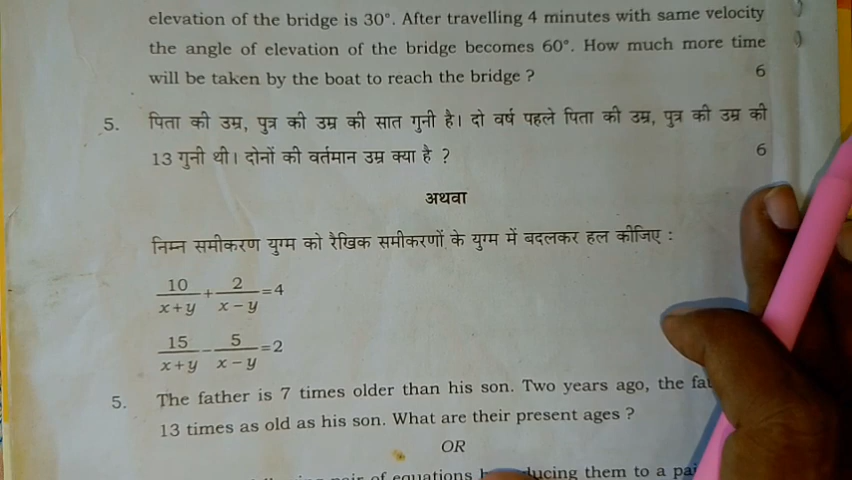 elevation of the bridge is 30°. After travelling 4 minutes with same velocity
the angle of elevation of the bridge becomes 60°. How much more time
will be taken by the boat to reach the bridge ? 6
5. पिता की उम्र, पुत्र की उम्र की सात गुनी है। दो वर्ष पहले पिता की उम्र, पुत्र की उम्र की
13 गुनी थी। दोनों की वर्तमान उम्र क्या है ? 6
अथवा
निम्न समीकरण युग्म को रैखिक समीकरणों के युग्म में बदलकर हल कीजिए :
10/(x+y) + 2/(x-y) = 4
15/(x+y) - 5/(x-y) = 2
5. The father is 7 times older than his son. Two years ago, the
13 times as old as his son. What are their present ages ?
OR
pair of equations to a